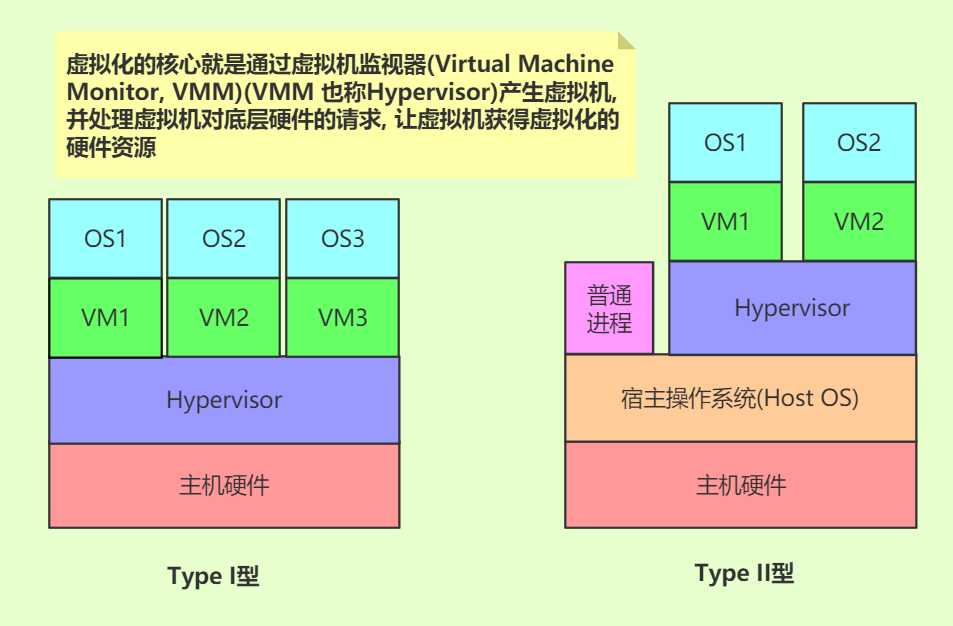 虚拟化的核心就是通过虚拟机监视器(Virtual Machine
Monitor, VMM)(VMM 也称Hypervisor)产生虚拟机,
并处理虚拟机对底层硬件的请求, 让虚拟机获得虚拟化的
硬件资源
OS1 OS2 OS3
VM1 VM2 VM3
Hypervisor
主机硬件
Type I型
OS1 OS2
VM1 VM2
普通
进程
Hypervisor
宿主操作系统(Host OS)
主机硬件
Type II型